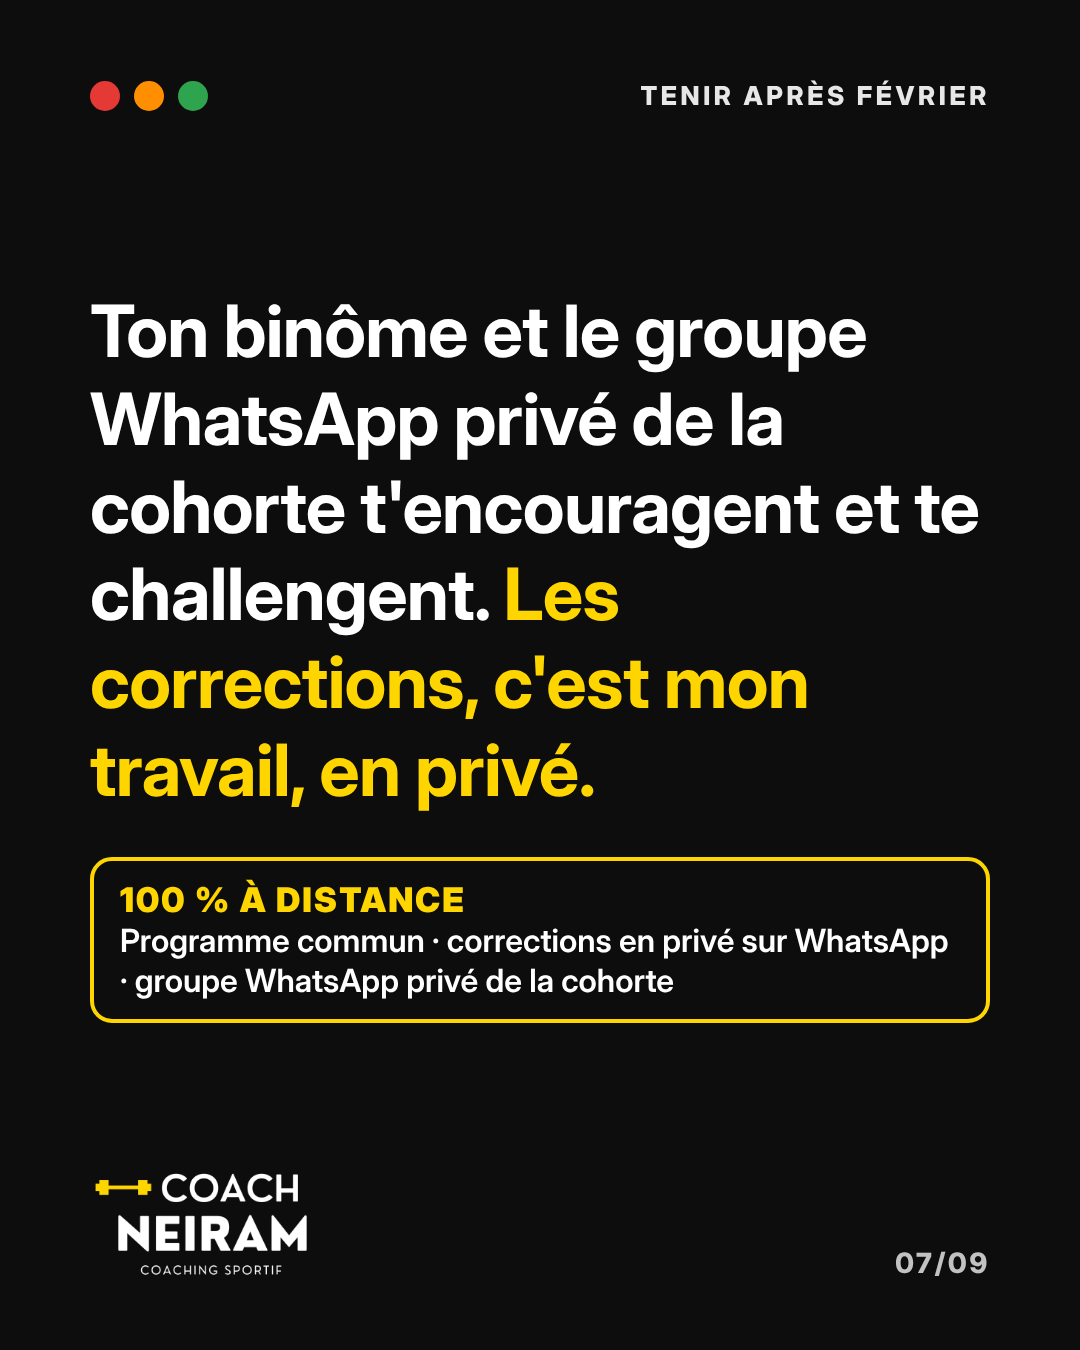 TENIR APRÈS FÉVRIER
Ton binôme et le groupe
WhatsApp privé de la
cohorte t'encouragent et te
challengent. Les
corrections, c'est mon
travail, en privé.
100 % À DISTANCE
Programme commun · corrections en privé sur WhatsApp
· groupe WhatsApp privé de la cohorte
COACH
NEIRAM
COACHING SPORTIF
07/09